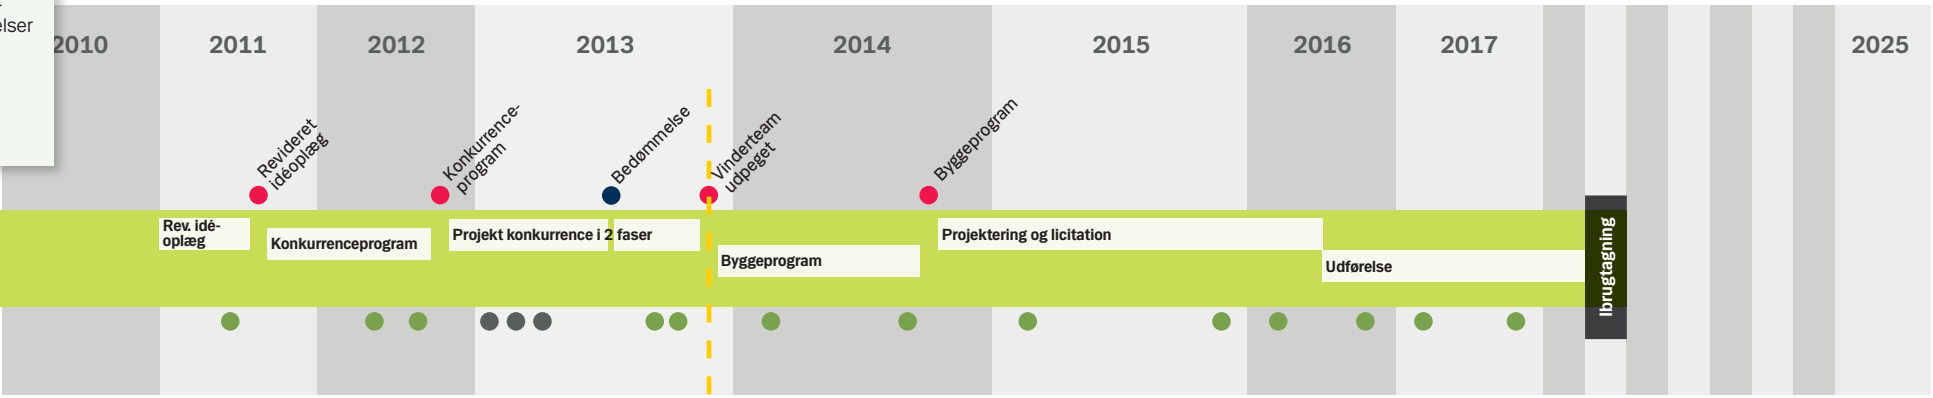 elser
2010 2011 2012 2013 2014 2015 2016 2017 2025
Revideret
idéoplæg
Konkurrence-
program
Bedømmelse
Vinderteam
udpeget
Byggeprogram
Rev. idé-
oplæg
Konkurrenceprogram
Projekt konkurrence i 2 faser
Byggeprogram
Projektering og licitation
Udførelse
Ibrugtagning